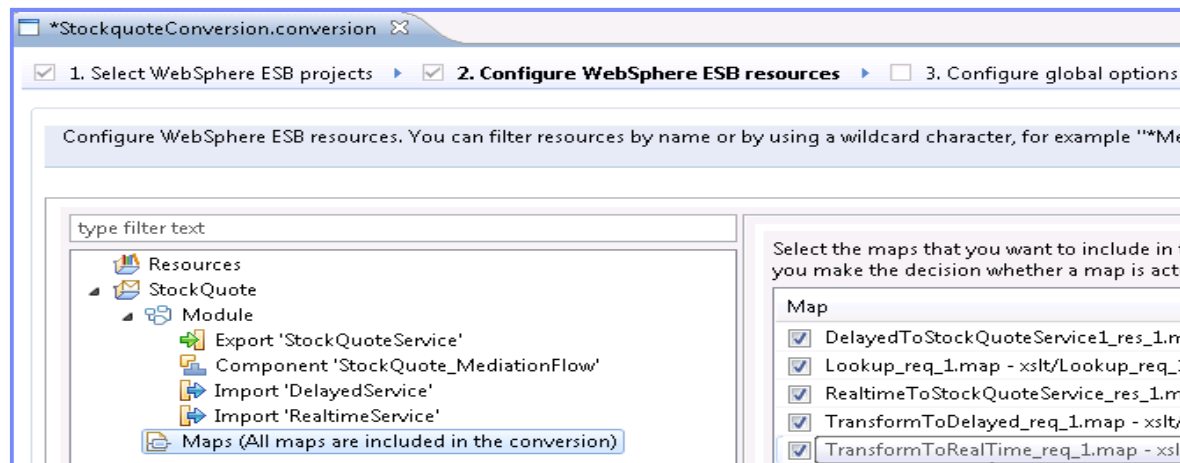 *StockquoteConversion.conversion
1. Select WebSphere ESB projects 2. Configure WebSphere ESB resources 3. Configure global options
Configure WebSphere ESB resources. You can filter resources by name or by using a wildcard character, for example "*Me
type filter text
Resources
StockQuote
Module
Export 'StockQuoteService'
Component 'StockQuote_MediationFlow'
Import 'DelayedService'
Import 'RealtimeService'
Maps (All maps are included in the conversion)
Select the maps that you want to include in
you make the decision whether a map is act
Map
DelayedToStockQuoteService1_res_1.m
Lookup_req_1.map - xslt/Lookup_req_1
RealtimeToStockQuoteService_res_1.m
TransformToDelayed_req_1.map - xslt/
TransformToRealTime_req_1.map - xsl